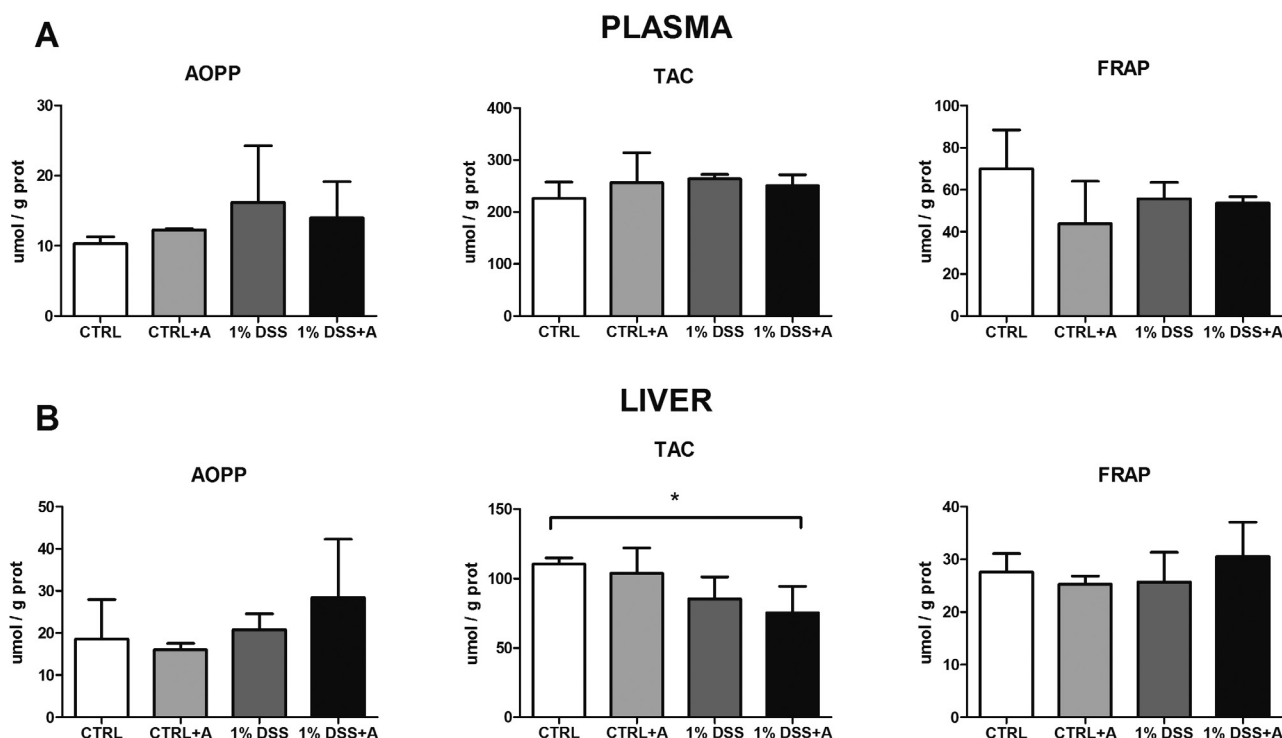 A
PLASMA
AOPP
TAC
FRAP
umol / g prot
30
20
10
0
CTRL CTRL+A 1% DSS 1% DSS+A
umol / g prot
400
300
200
100
0
CTRL CTRL+A 1% DSS 1% DSS+A
umol / g prot
100
80
60
40
20
0
CTRL CTRL+A 1% DSS 1% DSS+A
B
LIVER
AOPP
TAC
FRAP
umol / g prot
50
40
30
20
10
0
CTRL CTRL+A 1% DSS 1% DSS+A
umol / g prot
150
100
50
0
*
CTRL CTRL+A 1% DSS 1% DSS+A
umol / g prot
40
30
20
10
0
CTRL CTRL+A 1% DSS 1% DSS+A